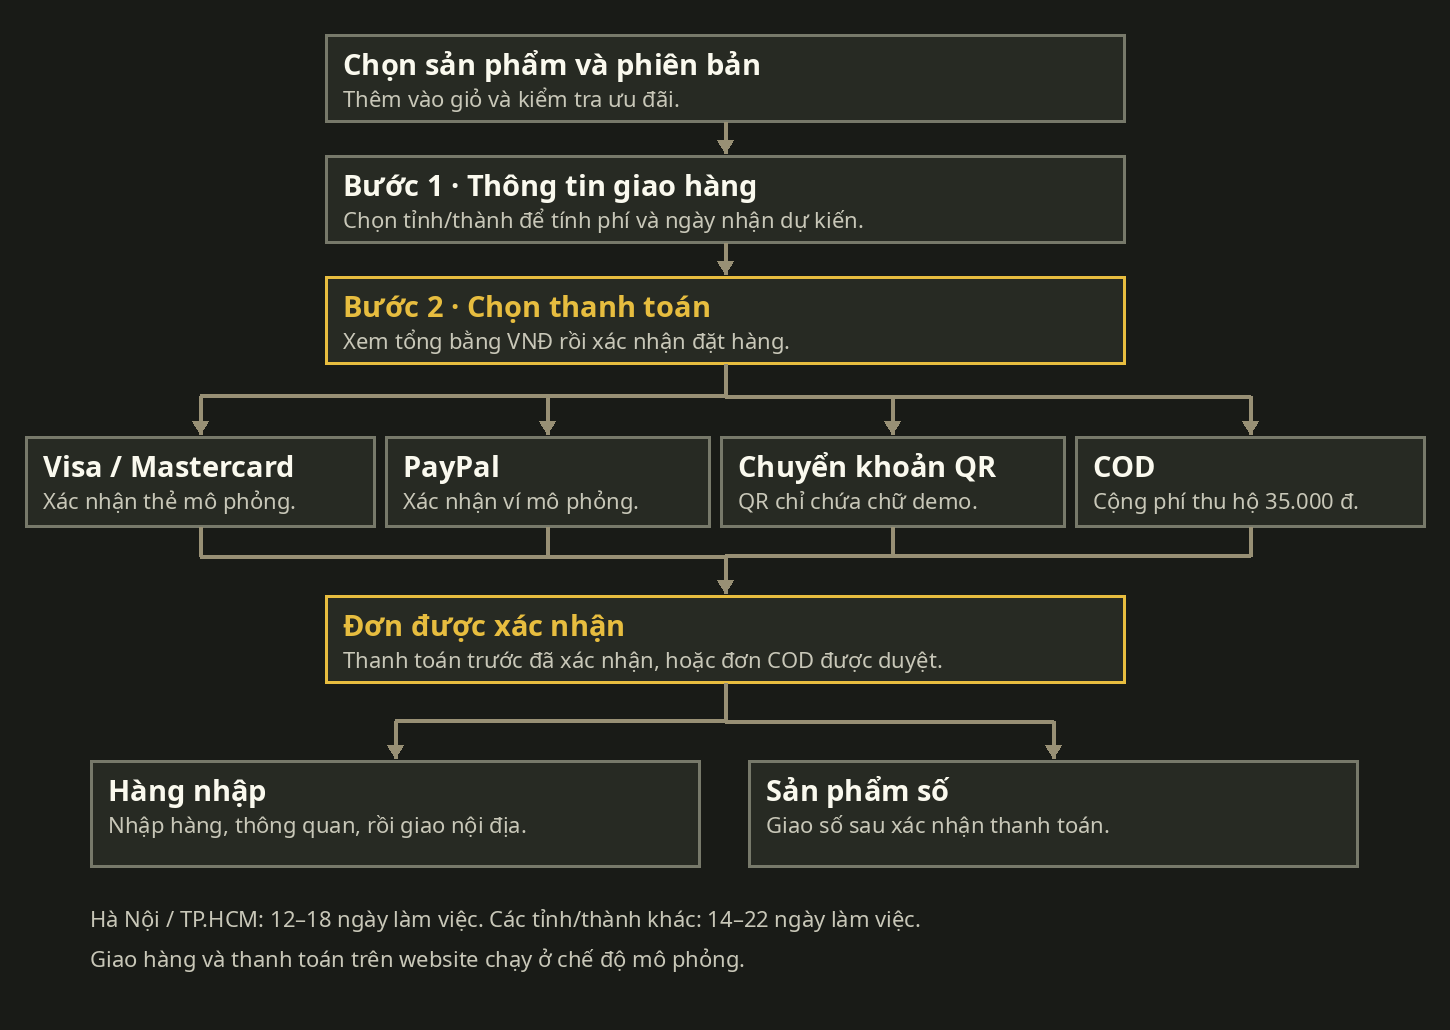 Chọn sản phẩm và phiên bản
Thêm vào giỏ và kiểm tra ưu đãi.
Bước 1 · Thông tin giao hàng
Chọn tỉnh/thành để tính phí và ngày nhận dự kiến.
Bước 2 · Chọn thanh toán
Xem tổng bằng VNĐ rồi xác nhận đặt hàng.
Visa / Mastercard
Xác nhận thẻ mô phỏng.
PayPal
Xác nhận ví mô phỏng.
Chuyển khoản QR
QR chỉ chứa chữ demo.
COD
Cộng phí thu hộ 35.000 đ.
Đơn được xác nhận
Thanh toán trước đã xác nhận, hoặc đơn COD được duyệt.
Hàng nhập
Nhập hàng, thông quan, rồi giao nội địa.
Sản phẩm số
Giao số sau xác nhận thanh toán.
Hà Nội / TP.HCM: 12–18 ngày làm việc. Các tỉnh/thành khác: 14–22 ngày làm việc.
Giao hàng và thanh toán trên website chạy ở chế độ mô phỏng.